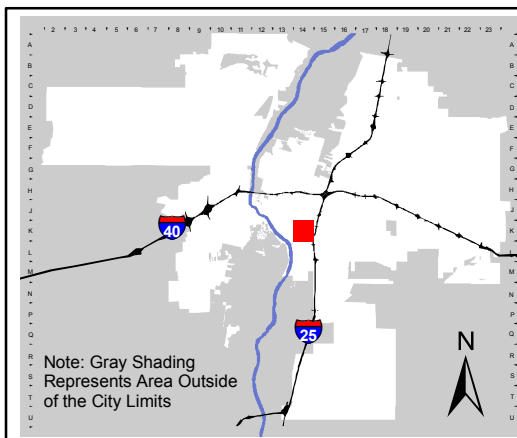 1 2 3 4 5 6 7 8 9 10 11 12 13 14 15 16 17 18 19 20 21 22 23
A A
B B
C C
D D
E E
F F
G G
H H
J J
K K
L L
M M
N N
P P
Q Q
R R
S S
T T
U U
40
25
N
Note: Gray Shading
Represents Area Outside
of the City Limits